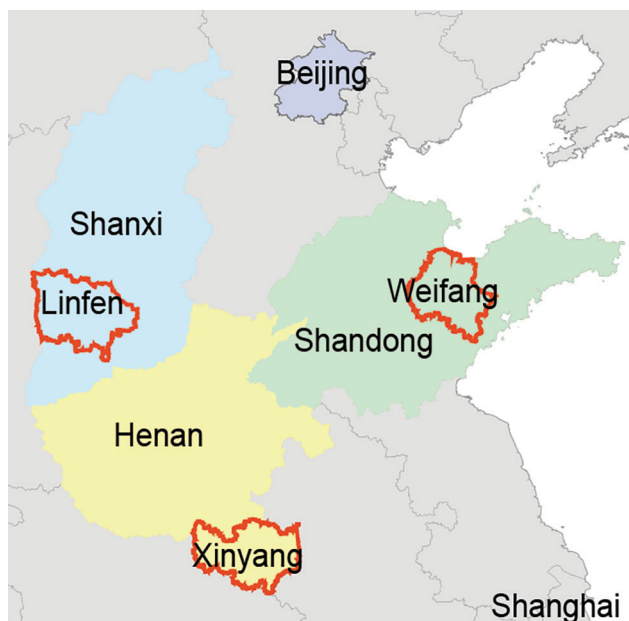 Beijing
Shanxi
Linfen
Weifang
Shandong
Henan
Xinyang
Shanghai